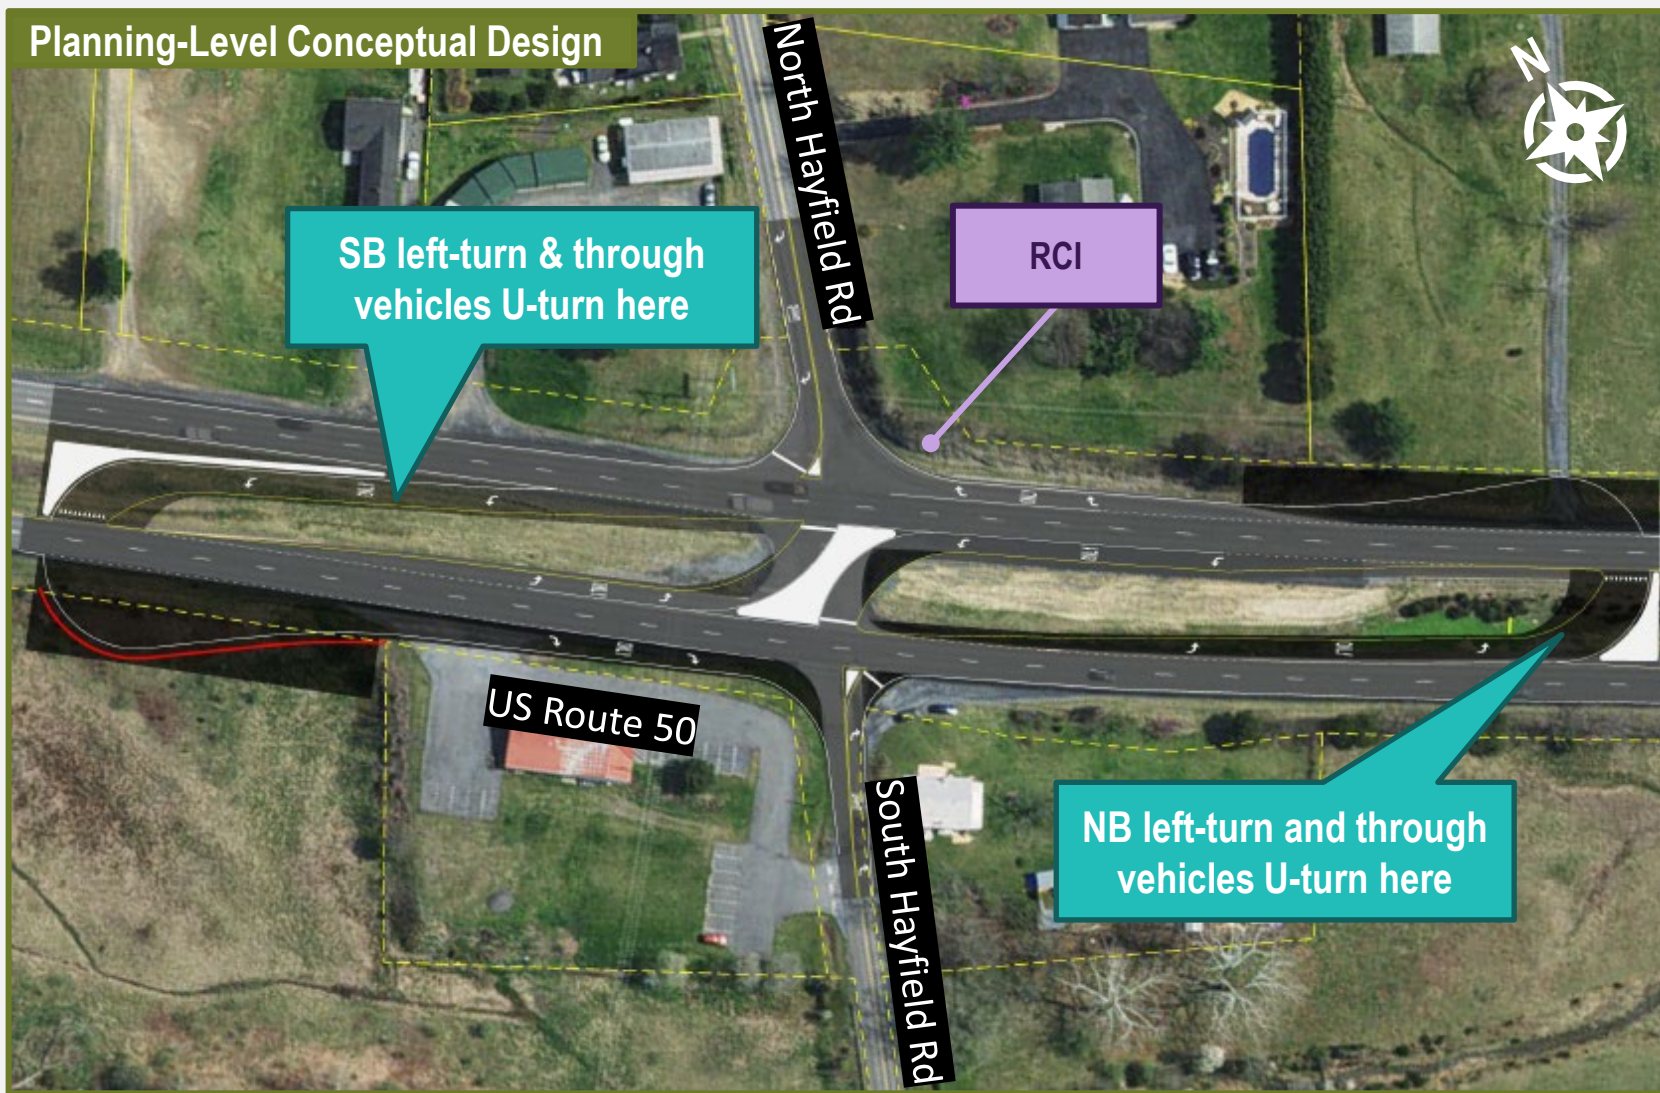 Planning-Level Conceptual Design
N
North Hayfield Rd
SB left-turn & through
vehicles U-turn here
RCI
US Route 50
South Hayfield Rd
NB left-turn and through
vehicles U-turn here